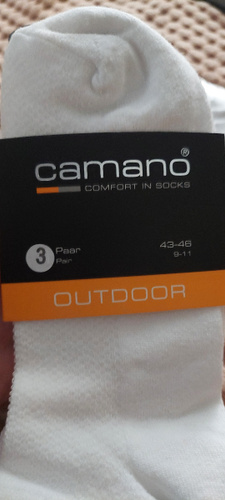 camano®
COMFORT IN SOCKS
3 Paar
Pair
43-46
9-11
OUTDOOR